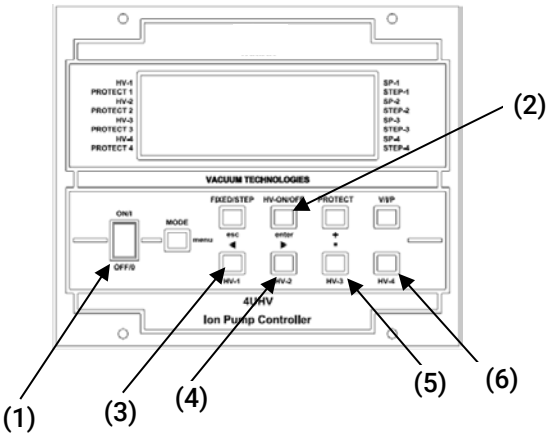 HV-1
PROTECT 1
HV-2
PROTECT 2
HV-3
PROTECT 3
HV-4
PROTECT 4
SP-1
STEP-1
SP-2
STEP-2
SP-3
STEP-3
SP-4
STEP-4
(2)
VACUUM TECHNOLOGIES
FIXED/STEP HV-ON/OFF PROTECT V/I/P
ON/I
MODE
menu
esc enter +
◀ ▶
OFF/0
HV-1 HV-2 HV-3 HV-4
4UHV
Ion Pump Controller
(1) (3) (4) (5) (6)